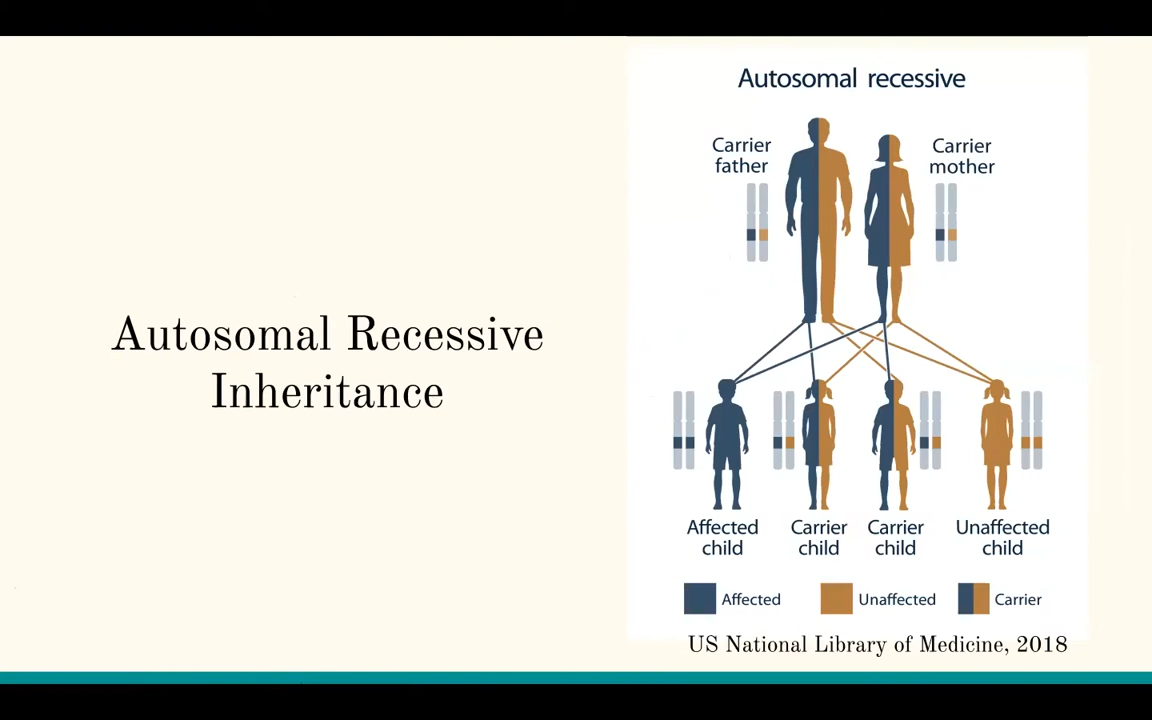 Autosomal Recessive
Inheritance
Autosomal recessive
Carrier
father
Carrier
mother
Affected
child
Carrier
child
Carrier
child
Unaffected
child
Affected
Unaffected
Carrier
US National Library of Medicine, 2018